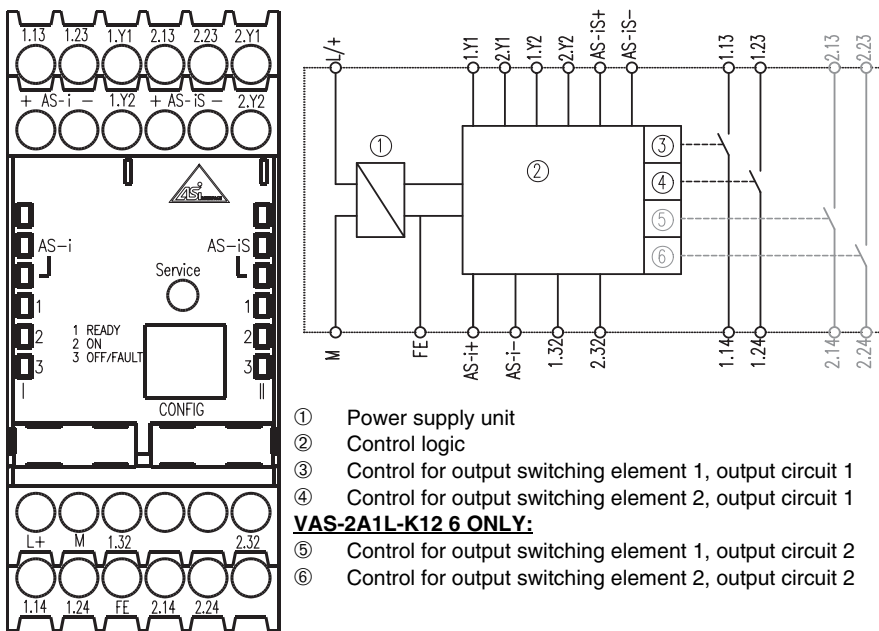 1.13 1.23 1.Y1 2.13 2.23 2.Y1
+ AS-i − 1.Y2 + AS-iS − 2.Y2
ASi
AS-i
AS-iS
Service
1
1
2
1 READY
2 ON
3 OFF/FAULT
2
3
3
I
CONFIG
II
L+ M 1.32 2.32
1.14 1.24 FE 2.14 2.24
L/+
1.Y1
2.Y1
1.Y2
2.Y2
AS-iS+
AS-iS−
1.13
1.23
2.13
2.23
①
②
③
④
⑤
⑥
M
FE
AS-i+
AS-i−
1.32
2.32
1.14
1.24
2.14
2.24
① Power supply unit
② Control logic
③ Control for output switching element 1, output circuit 1
④ Control for output switching element 2, output circuit 1
VAS-2A1L-K12 6 ONLY:
⑤ Control for output switching element 1, output circuit 2
⑥ Control for output switching element 2, output circuit 2